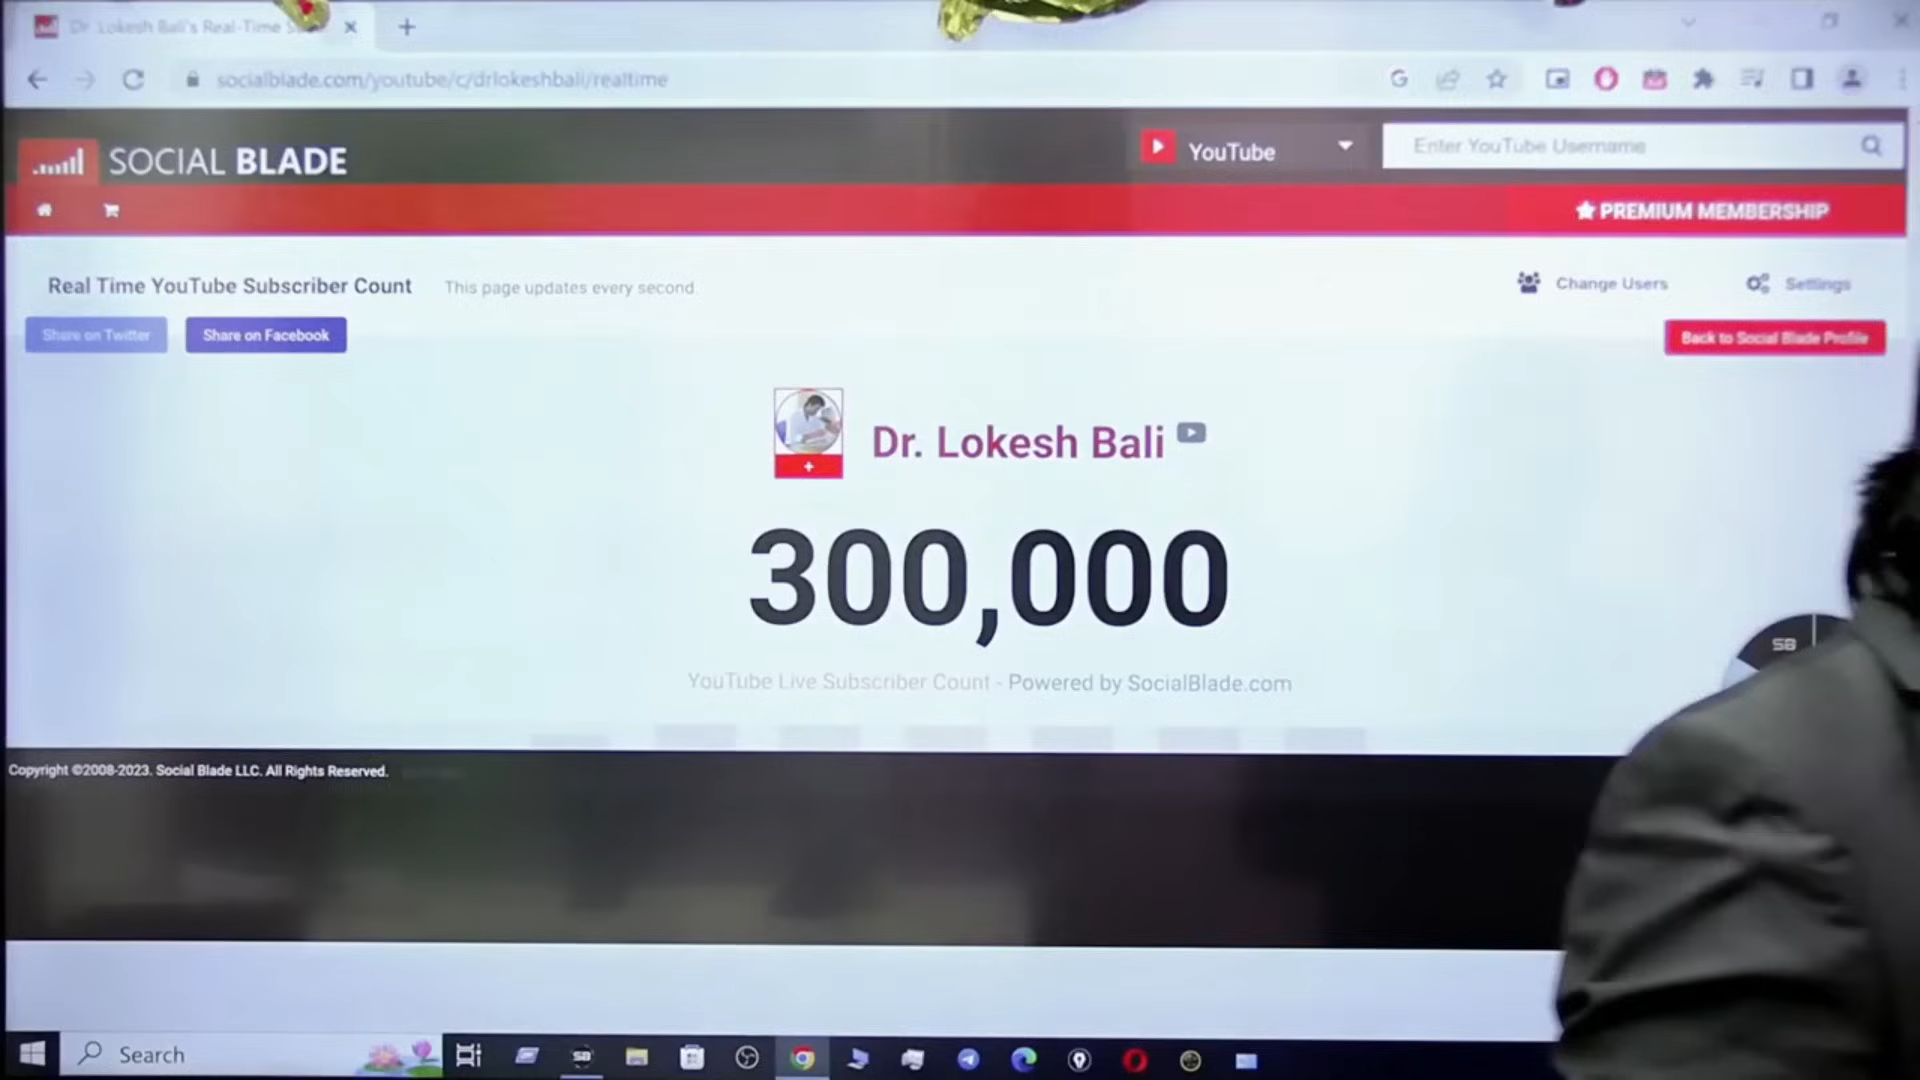 Dr. Lokesh Bali's Real-Time
socialblade.com/youtube/c/drlokeshbali/realtime
SOCIAL BLADE
YouTube
Enter YouTube Username
PREMIUM MEMBERSHIP
Real Time YouTube Subscriber Count
This page updates every second.
Change Users
Settings
Share on Twitter
Share on Facebook
Back to Social Blade Profile
Dr. Lokesh Bali
300,000
YouTube Live Subscriber Count - Powered by SocialBlade.com
SB
Copyright ©2008-2023. Social Blade LLC. All Rights Reserved.
Search
SB